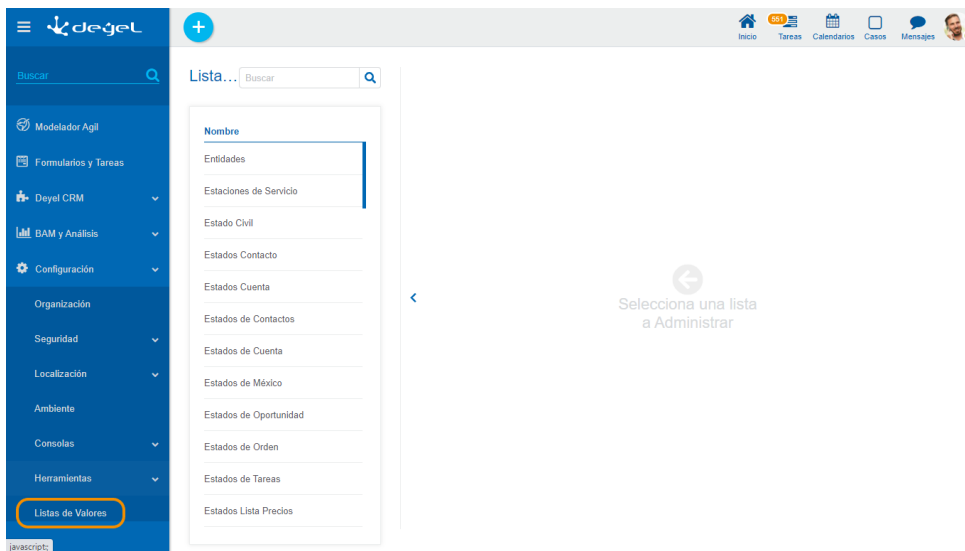 deyel
Inicio
551
Tareas
Calendarios
Casos
Mensajes
Buscar
Modelador Agil
Formularios y Tareas
Deyel CRM
BAM y Análisis
Configuración
Organización
Seguridad
Localización
Ambiente
Consolas
Herramientas
Listas de Valores
javascript:;
Lista...
Buscar
Nombre
Entidades
Estaciones de Servicio
Estado Civil
Estados Contacto
Estados Cuenta
Estados de Contactos
Estados de Cuenta
Estados de México
Estados de Oportunidad
Estados de Orden
Estados de Tareas
Estados Lista Precios
Selecciona una lista
a Administrar